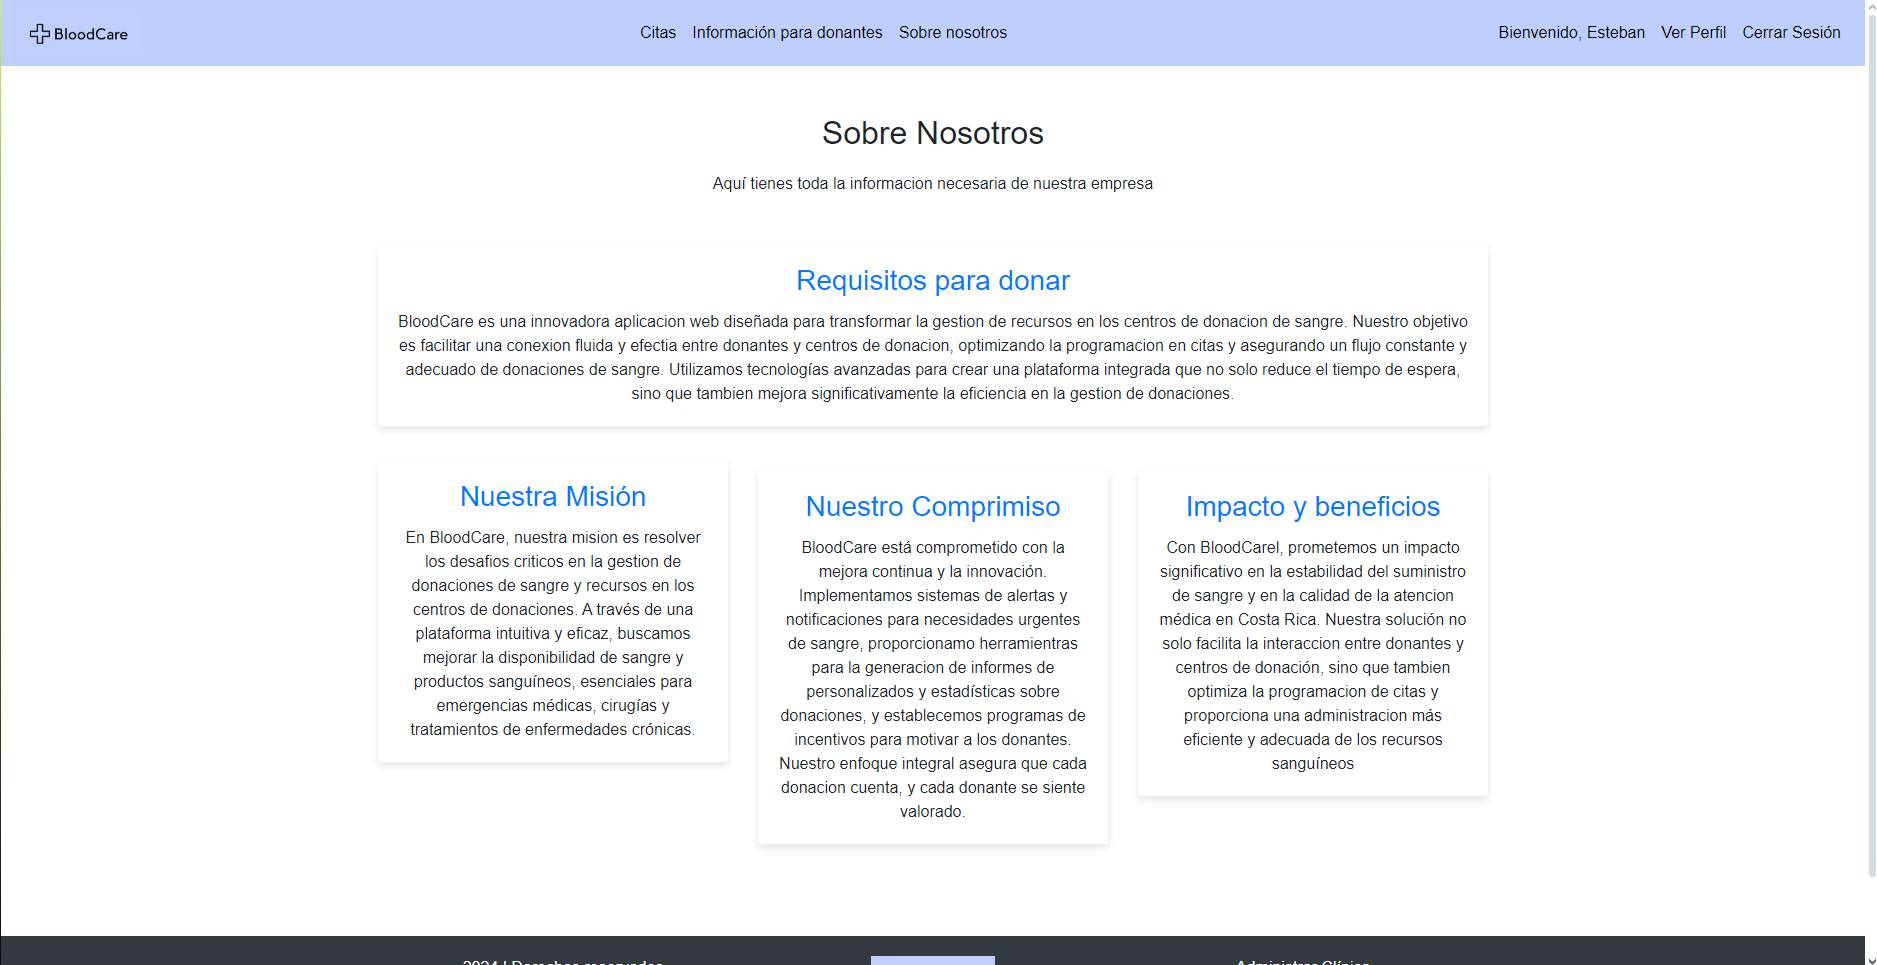 BloodCare
Citas Información para donantes Sobre nosotros
Bienvenido, Esteban Ver Perfil Cerrar Sesión
Sobre Nosotros
Aquí tienes toda la informacion necesaria de nuestra empresa
Requisitos para donar
BloodCare es una innovadora aplicacion web diseñada para transformar la gestion de recursos en los centros de donacion de sangre. Nuestro objetivo
es facilitar una conexion fluida y efectia entre donantes y centros de donacion, optimizando la programacion en citas y asegurando un flujo constante y
adecuado de donaciones de sangre. Utilizamos tecnologías avanzadas para crear una plataforma integrada que no solo reduce el tiempo de espera,
sino que tambien mejora significativamente la eficiencia en la gestion de donaciones.
Nuestra Misión
En BloodCare, nuestra mision es resolver
los desafios criticos en la gestion de
donaciones de sangre y recursos en los
centros de donaciones. A través de una
plataforma intuitiva y eficaz, buscamos
mejorar la disponibilidad de sangre y
productos sanguíneos, esenciales para
emergencias médicas, cirugías y
tratamientos de enfermedades crónicas.
Nuestro Comprimiso
BloodCare está comprometido con la
mejora continua y la innovación.
Implementamos sistemas de alertas y
notificaciones para necesidades urgentes
de sangre, proporcionamo herramientras
para la generacion de informes de
personalizados y estadísticas sobre
donaciones, y establecemos programas de
incentivos para motivar a los donantes.
Nuestro enfoque integral asegura que cada
donacion cuenta, y cada donante se siente
valorado.
Impacto y beneficios
Con BloodCarel, prometemos un impacto
significativo en la estabilidad del suministro
de sangre y en la calidad de la atencion
médica en Costa Rica. Nuestra solución no
solo facilita la interaccion entre donantes y
centros de donación, sino que tambien
optimiza la programacion de citas y
proporciona una administracion más
eficiente y adecuada de los recursos
sanguíneos
2024 | Derechos reservados
Administrar Clínica